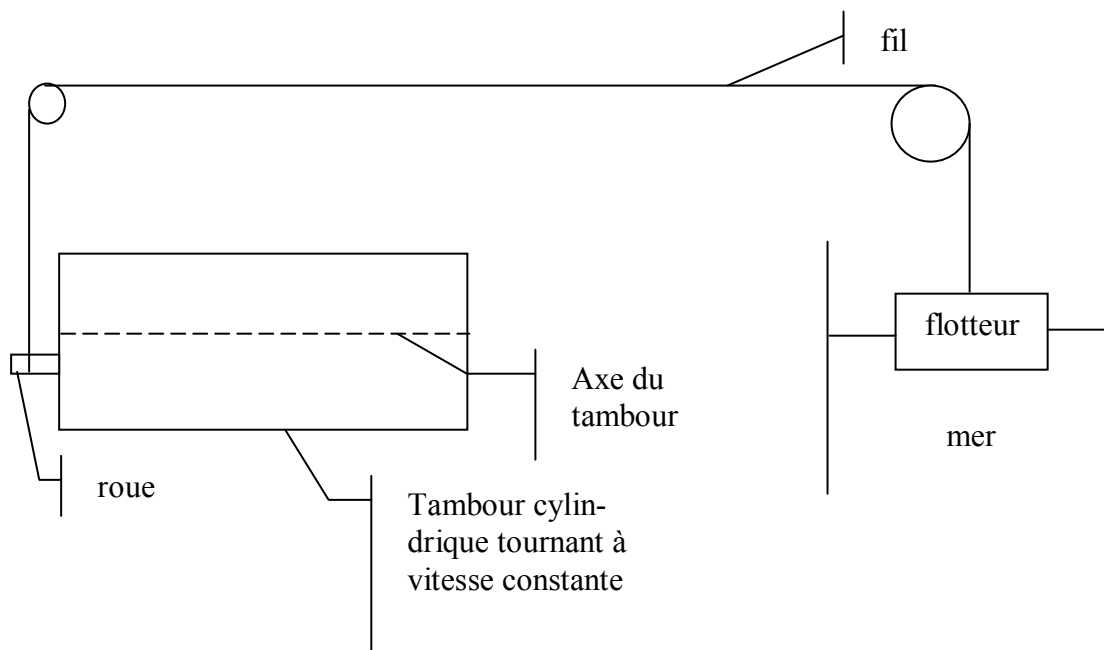 fil
flotteur
Axe du
tambour
mer
roue
Tambour cylin-
drique tournant à
vitesse constante